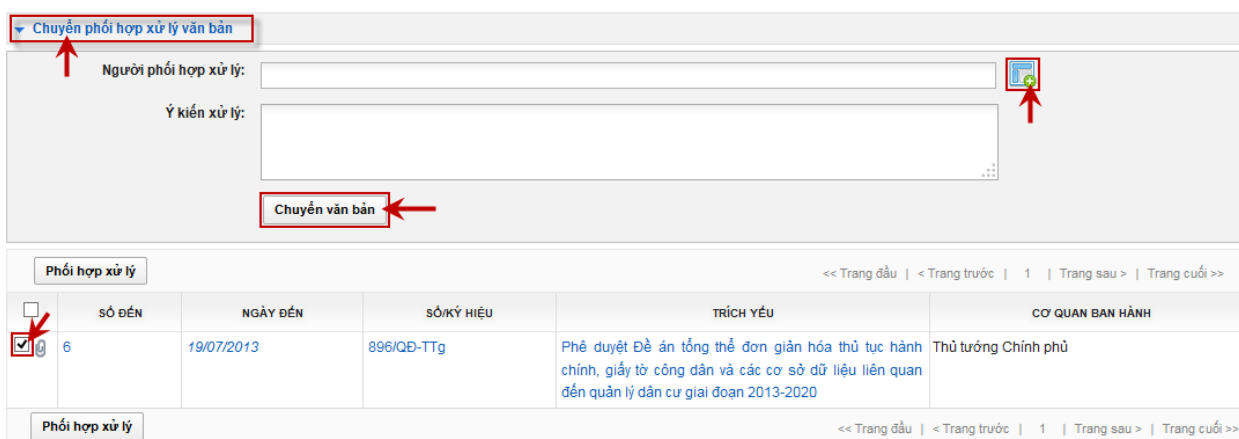 Chuyển phối hợp xử lý văn bản
Người phối hợp xử lý:
Ý kiến xử lý:
Chuyển văn bản
Phối hợp xử lý
<< Trang đầu | < Trang trước | 1 | Trang sau > | Trang cuối >>
SỐ ĐẾN NGÀY ĐẾN SỐ/KÝ HIỆU TRÍCH YẾU CƠ QUAN BAN HÀNH
6 19/07/2013 896/QĐ-TTg Phê duyệt Đề án tổng thể đơn giản hóa thủ tục hành Thủ tướng Chính phủ
chính, giấy tờ công dân và các cơ sở dữ liệu liên quan
đến quản lý dân cư giai đoạn 2013-2020
Phối hợp xử lý
<< Trang đầu | < Trang trước | 1 | Trang sau > | Trang cuối >>